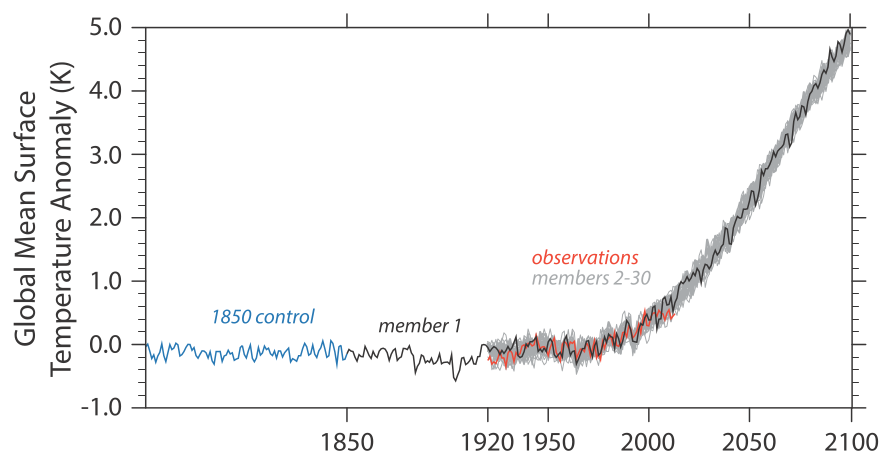 Global Mean Surface
Temperature Anomaly (K)
5.0
4.0
3.0
2.0
1.0
0.0
-1.0
observations
members 2-30
1850 control
member 1
1850
1920
1950
2000
2050
2100